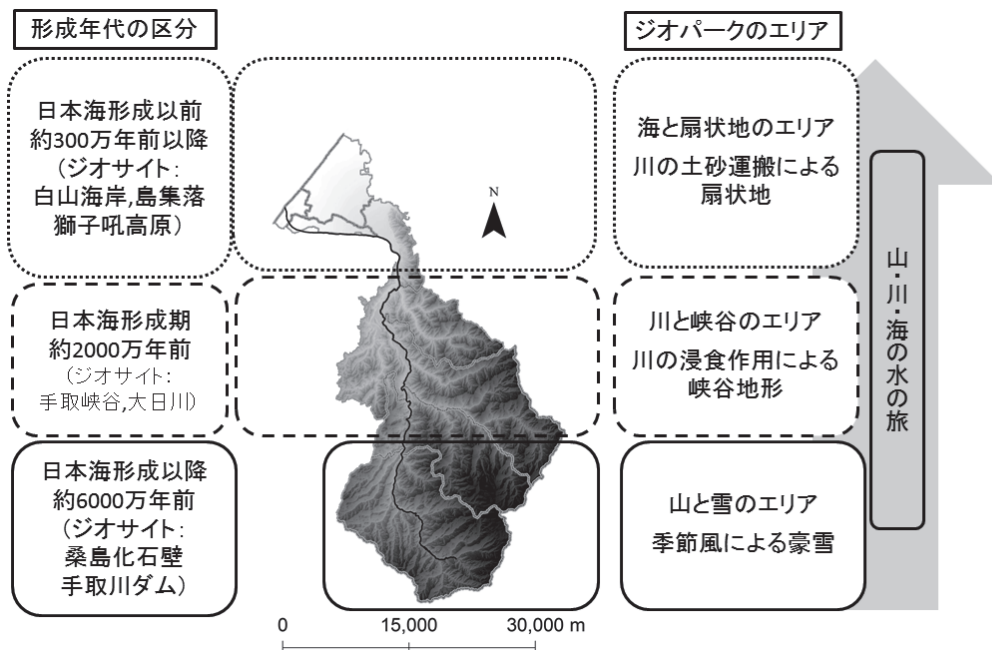 形成年代の区分
日本海形成以前
約300万年前以降
(ジオサイト:
白山海岸,島集落
獅子吼高原)
日本海形成期
約2000万年前
(ジオサイト:
手取峡谷,大日川)
日本海形成以降
約6000万年前
(ジオサイト:
桑島化石壁
手取川ダム)
N
0 15,000 30,000 m
ジオパークのエリア
海と扇状地のエリア
川の土砂運搬による
扇状地
川と峡谷のエリア
川の浸食作用による
峡谷地形
山と雪のエリア
季節風による豪雪
山・川・海の水の旅